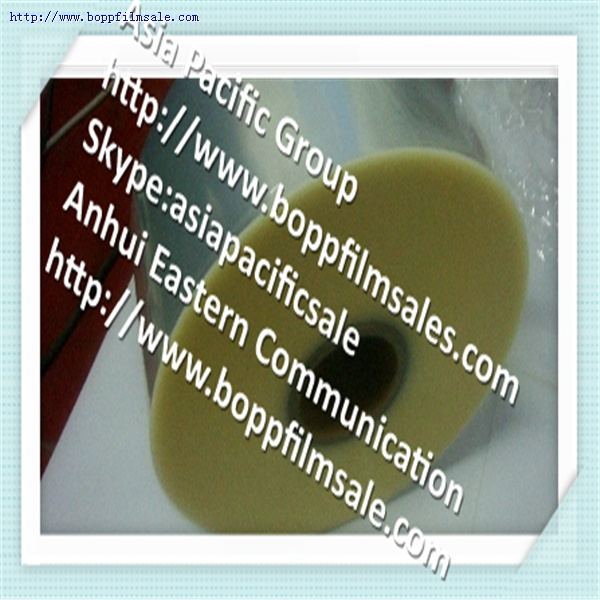 http://www.boppfilmsale.com
Asia Pacific Group
http://www.boppfilmsales.com
Skype:asiapacificsale
Anhui Eastern Communication
http://www.boppfilmsale.com